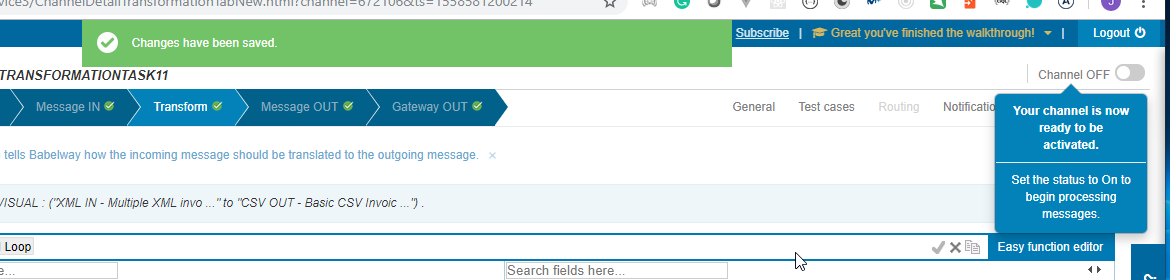 vice3/ChannelDetailTransformationTabNew.html?channel=672106&ts=1558581200214
J
Changes have been saved.
Subscribe | Great you've finished the walkthrough! | Logout
TRANSFORMATIONTASK11
Channel OFF
Message IN Transform Message OUT Gateway OUT
General Test cases Routing Notificatio
Your channel is now
ready to be
activated.
Set the status to On to
begin processing
messages.
tells Babelway how the incoming message should be translated to the outgoing message. ×
VISUAL : ("XML IN - Multiple XML invo ..." to "CSV OUT - Basic CSV Invoic ...") .
Loop
Easy function editor
e...
Search fields here...